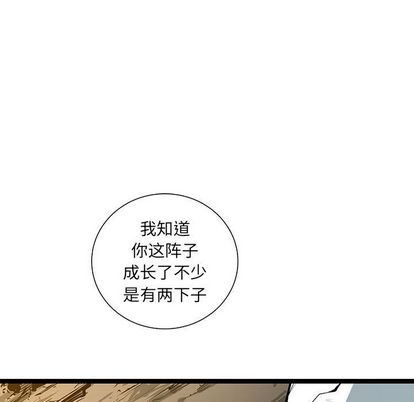 我知道
你这阵子
成长了不少
是有两下子